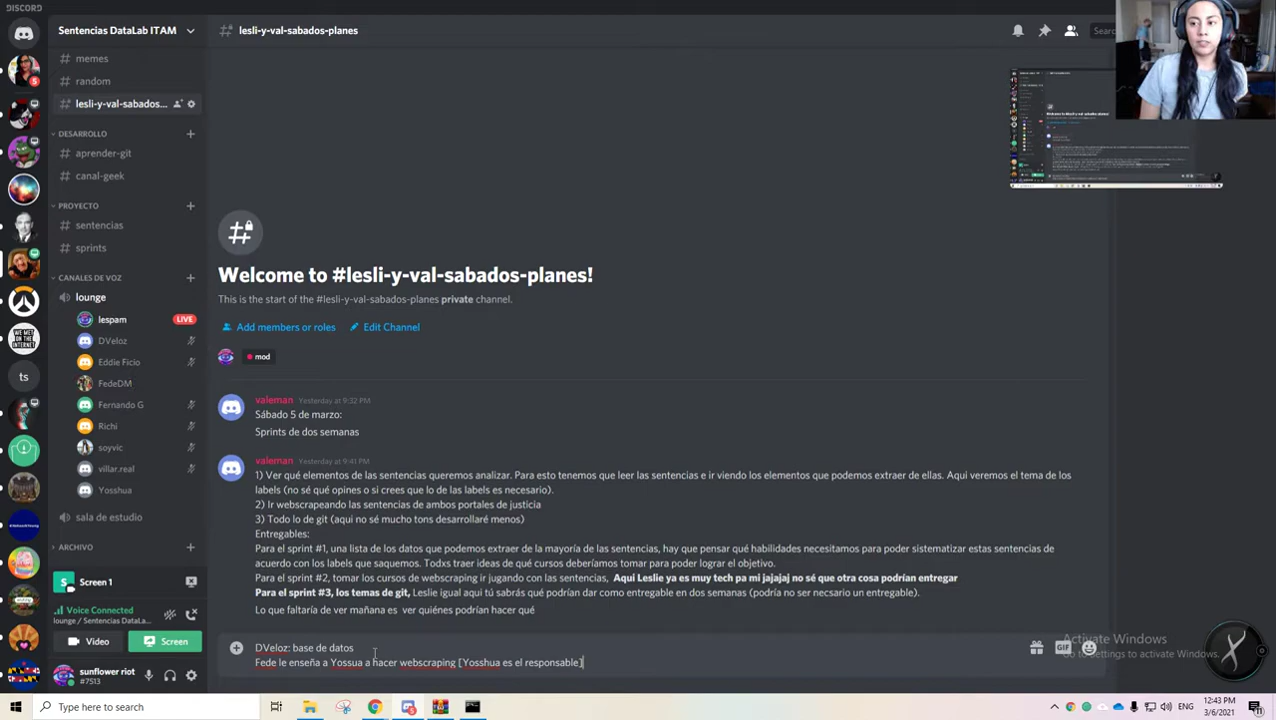 DISCORD
Sentencias DataLab ITAM
lesli-y-val-sabados-planes
Sear
memes
random
lesli-y-val-sabados...
DESARROLLO
aprender-git
canal-geek
PROYECTO
sentencias
sprints
CANALES DE VOZ
lounge
lespam
LIVE
DVeloz
Eddie Ficio
FedeDM
Fernando G
Richi
soyvic
villar.real
Yosshua
sala de estudio
ARCHIVO
Screen 1
Voice Connected
lounge / Sentencias DataLa...
Video
Screen
sunflower riot
#7513
ts
5
Welcome to #lesli-y-val-sabados-planes!
This is the start of the #lesli-y-val-sabados-planes private channel.
Add members or roles
Edit Channel
mod
valeman Yesterday at 9:32 PM
Sábado 5 de marzo:
Sprints de dos semanas
valeman Yesterday at 9:41 PM
1) Ver qué elementos de las sentencias queremos analizar. Para esto tenemos que leer las sentencias e ir viendo los elementos que podemos extraer de ellas. Aqui veremos el tema de los
labels (no sé qué opines o si crees que lo de las labels es necesario).
2) Ir webscrapeando las sentencias de ambos portales de justicia
3) Todo lo de git (aqui no sé mucho tons desarrollaré menos)
Entregables:
Para el sprint #1, una lista de los datos que podemos extraer de la mayoría de las sentencias, hay que pensar qué habilidades necesitamos para poder sistematizar estas sentencias de
acuerdo con los labels que saquemos. Todxs traer ideas de qué cursos deberíamos tomar para poder lograr el objetivo.
Para el sprint #2, tomar los cursos de webscraping ir jugando con las sentencias, Aqui Leslie ya es muy tech pa mi jajajaj no sé que otra cosa podrían entregar
Para el sprint #3, los temas de git, Leslie igual aqui tú sabrás qué podrían dar como entregable en dos semanas (podría no ser necsario un entregable).
Lo que faltaría de ver mañana es ver quiénes podrían hacer qué
DVeloz: base de datos
Fede le enseña a Yossua a hacer webscraping [Yosshua es el responsable]
GIF
Activate Windows
Go to Settings to activate Windows.
Type here to search
ENG
12:43 PM
3/6/2021